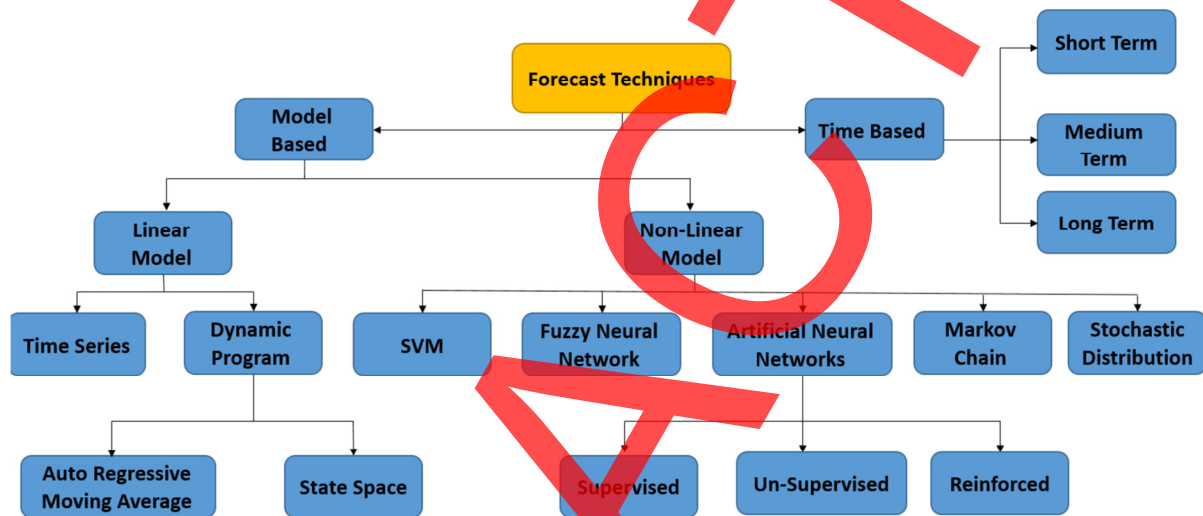 Forecast Techniques
Model
Based
Time Based
Short Term
Medium
Term
Long Term
Linear
Model
Non-Linear
Model
Time Series
Dynamic
Program
SVM
Fuzzy Neural
Network
Artificial Neural
Networks
Markov
Chain
Stochastic
Distribution
Auto Regressive
Moving Average
State Space
Supervised
Un-Supervised
Reinforced